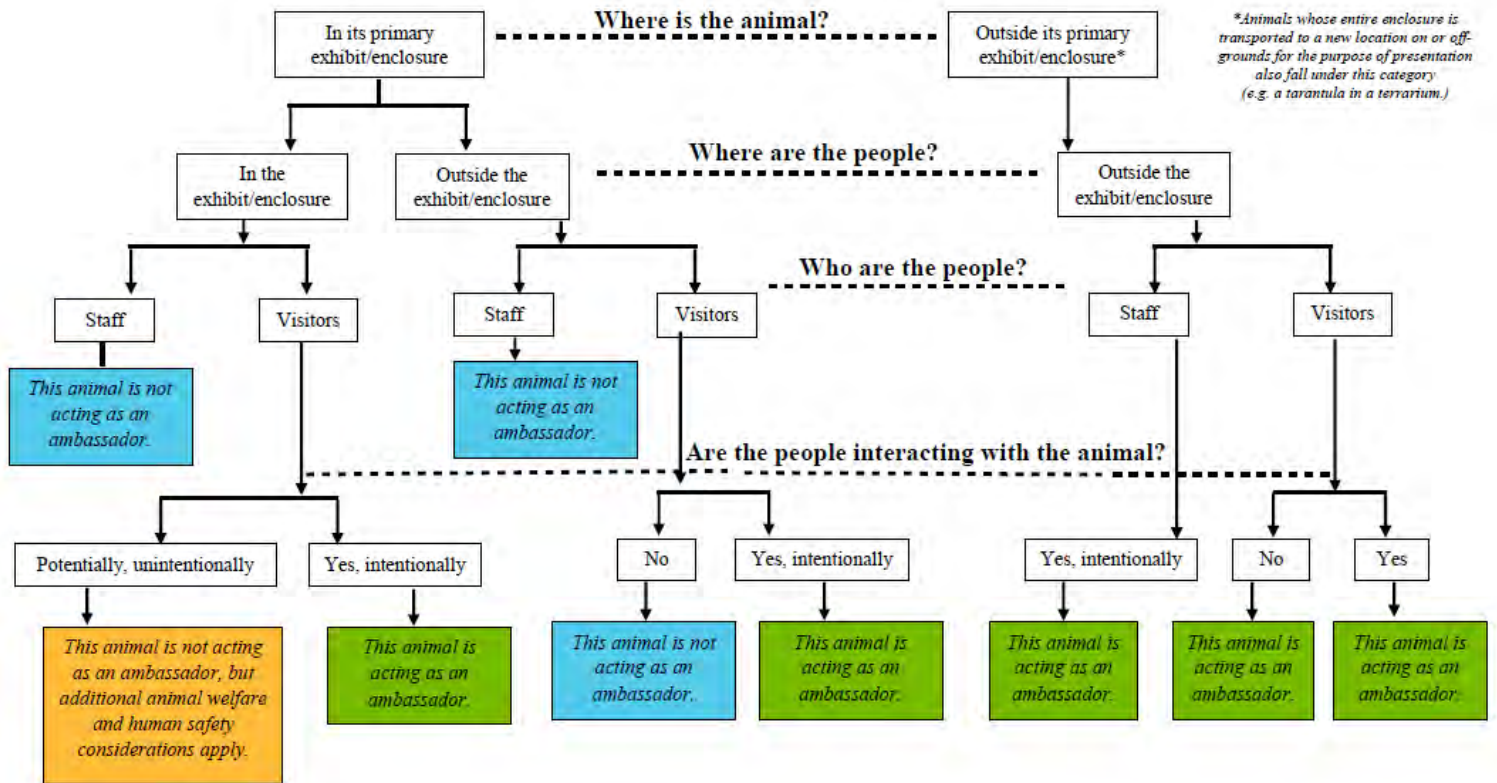 Where is the animal?
In its primary
exhibit/enclosure
Outside its primary
exhibit/enclosure*
*Animals whose entire enclosure is
transported to a new location on or off-
grounds for the purpose of presentation
also fall under this category
(e.g. a tarantula in a terrarium.)
Where are the people?
In the
exhibit/enclosure
Outside the
exhibit/enclosure
Outside the
exhibit/enclosure
Who are the people?
Staff
Visitors
Staff
Visitors
Staff
Visitors
This animal is not
acting as an
ambassador.
This animal is not
acting as an
ambassador.
Are the people interacting with the animal?
Potentially, unintentionally
Yes, intentionally
No
Yes, intentionally
Yes, intentionally
No
Yes
This animal is not acting
as an ambassador, but
additional animal welfare
and human safety
considerations apply.
This animal is
acting as an
ambassador.
This animal is not
acting as an
ambassador.
This animal is
acting as an
ambassador.
This animal is
acting as an
ambassador.
This animal is
acting as an
ambassador.
This animal is
acting as an
ambassador.